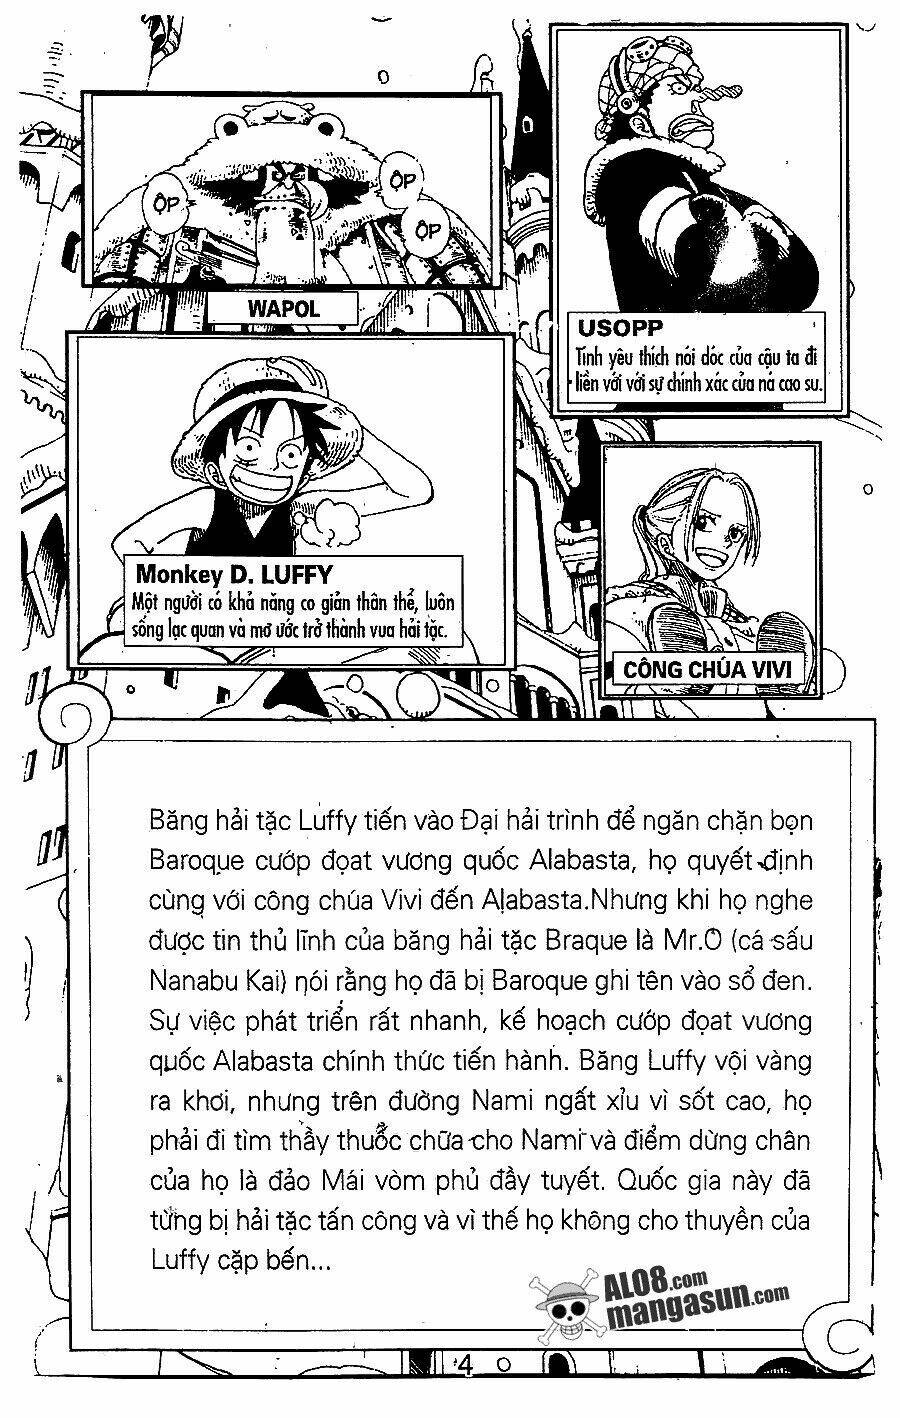 ỘP
ỘP
ỘP
WAPOL
USOPP
Tính yêu thích nói dóc của cậu ta đi
liền với với sự chính xác của ná cao su.
Monkey D. LUFFY
Một người có khả năng co giản thân thể, luôn
sống lạc quan và mơ ước trở thành vua hải tặc.
CÔNG CHÚA VIVI
Băng hải tặc Luffy tiến vào Đại hải trình để ngăn chặn bọn
Baroque cướp đoạt vương quốc Alabasta, họ quyết định
cùng với công chúa Vivi đến Alabasta.Nhưng khi họ nghe
được tin thủ lĩnh của băng hải tặc Braque là Mr.O (cá sấu
Nanabu Kai) nói rằng họ đã bị Baroque ghi tên vào sổ đen.
Sự việc phát triển rất nhanh, kế hoạch cướp đoạt vương
quốc Alabasta chính thức tiến hành. Băng Luffy vội vàng
ra khơi, nhưng trên đường Nami ngất xỉu vì sốt cao, họ
phải đi tìm thầy thuốc chữa cho Nami và điểm dừng chân
của họ là đảo Mái vòm phủ đầy tuyết. Quốc gia này đã
từng bị hải tặc tấn công và vì thế họ không cho thuyền của
Luffy cặp bến...
ALO8.com
mangasun.com
4